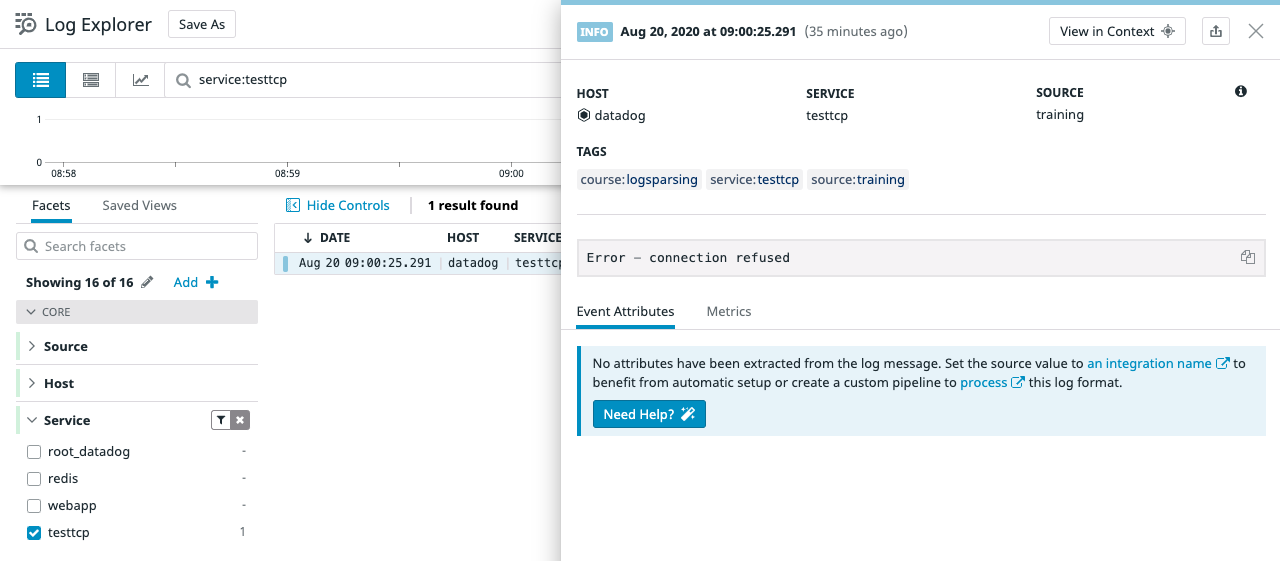 Log Explorer
Save As
service:testtcp
1
0
08:58
08:59
09:00
Facets
Saved Views
Search facets
Showing 16 of 16
Add
CORE
Source
Host
Service
root_datadog -
redis -
webapp -
testtcp 1
Hide Controls
1 result found
DATE HOST SERVICE
Aug 20 09:00:25.291 datadog testtcp
INFO Aug 20, 2020 at 09:00:25.291 (35 minutes ago)
View in Context
HOST
datadog
SERVICE
testtcp
SOURCE
training
TAGS
course:logsparsing service:testtcp source:training
Error – connection refused
Event Attributes
Metrics
No attributes have been extracted from the log message. Set the source value to an integration name to
benefit from automatic setup or create a custom pipeline to process this log format.
Need Help?